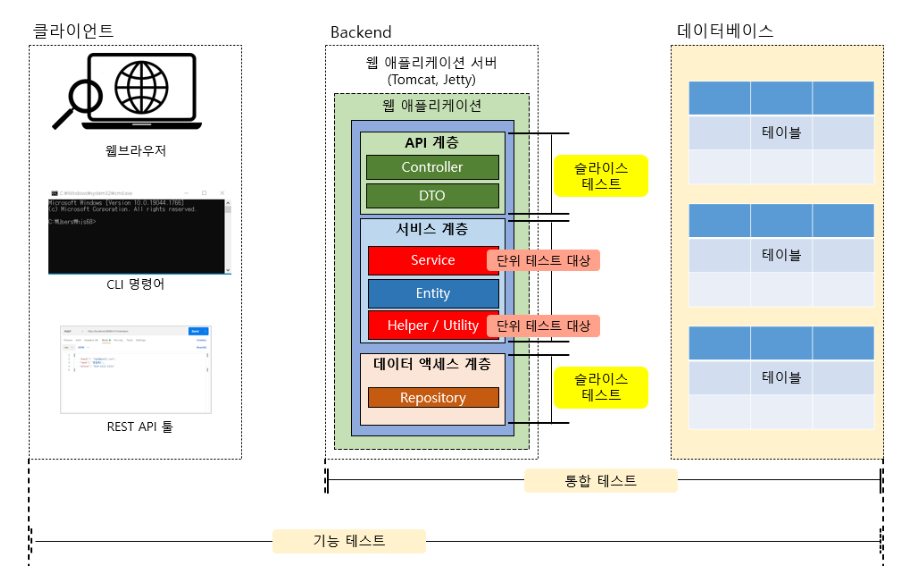 클라이언트
웹브라우저
C:\Windows\system32\cmd.exe
Microsoft Windows [Version 10.0.19044.1766]
(c) Microsoft Corporation. All rights reserved.
CLI 명령어
REST API 툴
Backend
웹 애플리케이션 서버
(Tomcat, Jetty)
웹 애플리케이션
API 계층
Controller
DTO
슬라이스
테스트
서비스 계층
Service
단위 테스트 대상
Entity
Helper / Utility
단위 테스트 대상
데이터 액세스 계층
Repository
슬라이스
테스트
데이터베이스
테이블
테이블
테이블
통합 테스트
기능 테스트